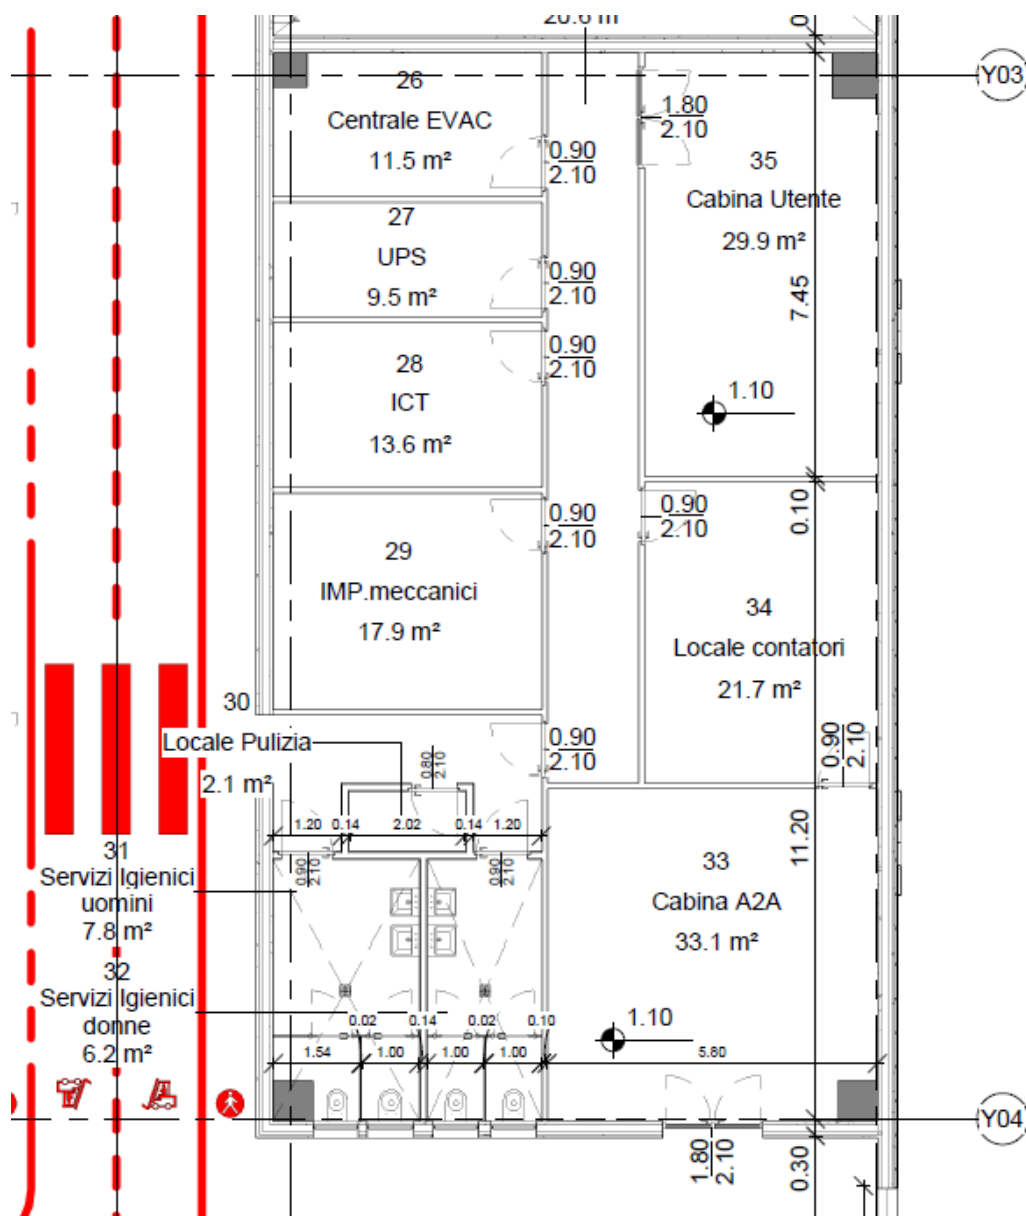 20.6 m
0
Y03
26
Centrale EVAC
11.5 m²
0.90
2.10
1.80
2.10
35
Cabina Utente
29.9 m²
7.45
27
UPS
9.5 m²
0.90
2.10
28
ICT
13.6 m²
0.90
2.10
1.10
29
IMP.meccanici
17.9 m²
0.90
2.10
0.90
2.10
0.10
34
Locale contatori
21.7 m²
30
Locale Pulizia
2.1 m²
0.80
2.10
0.90
2.10
0.90
2.10
1.20
0.14
2.02
0.14
1.20
0.90
2.10
0.90
2.10
11.20
31
Servizi Igienici
uomini
7.8 m²
33
Cabina A2A
33.1 m²
32
Servizi Igienici
donne
6.2 m²
0.02
0.14
0.02
0.10
1.10
1.54
1.00
1.00
1.00
5.80
Y04
1.80
2.10
0.30